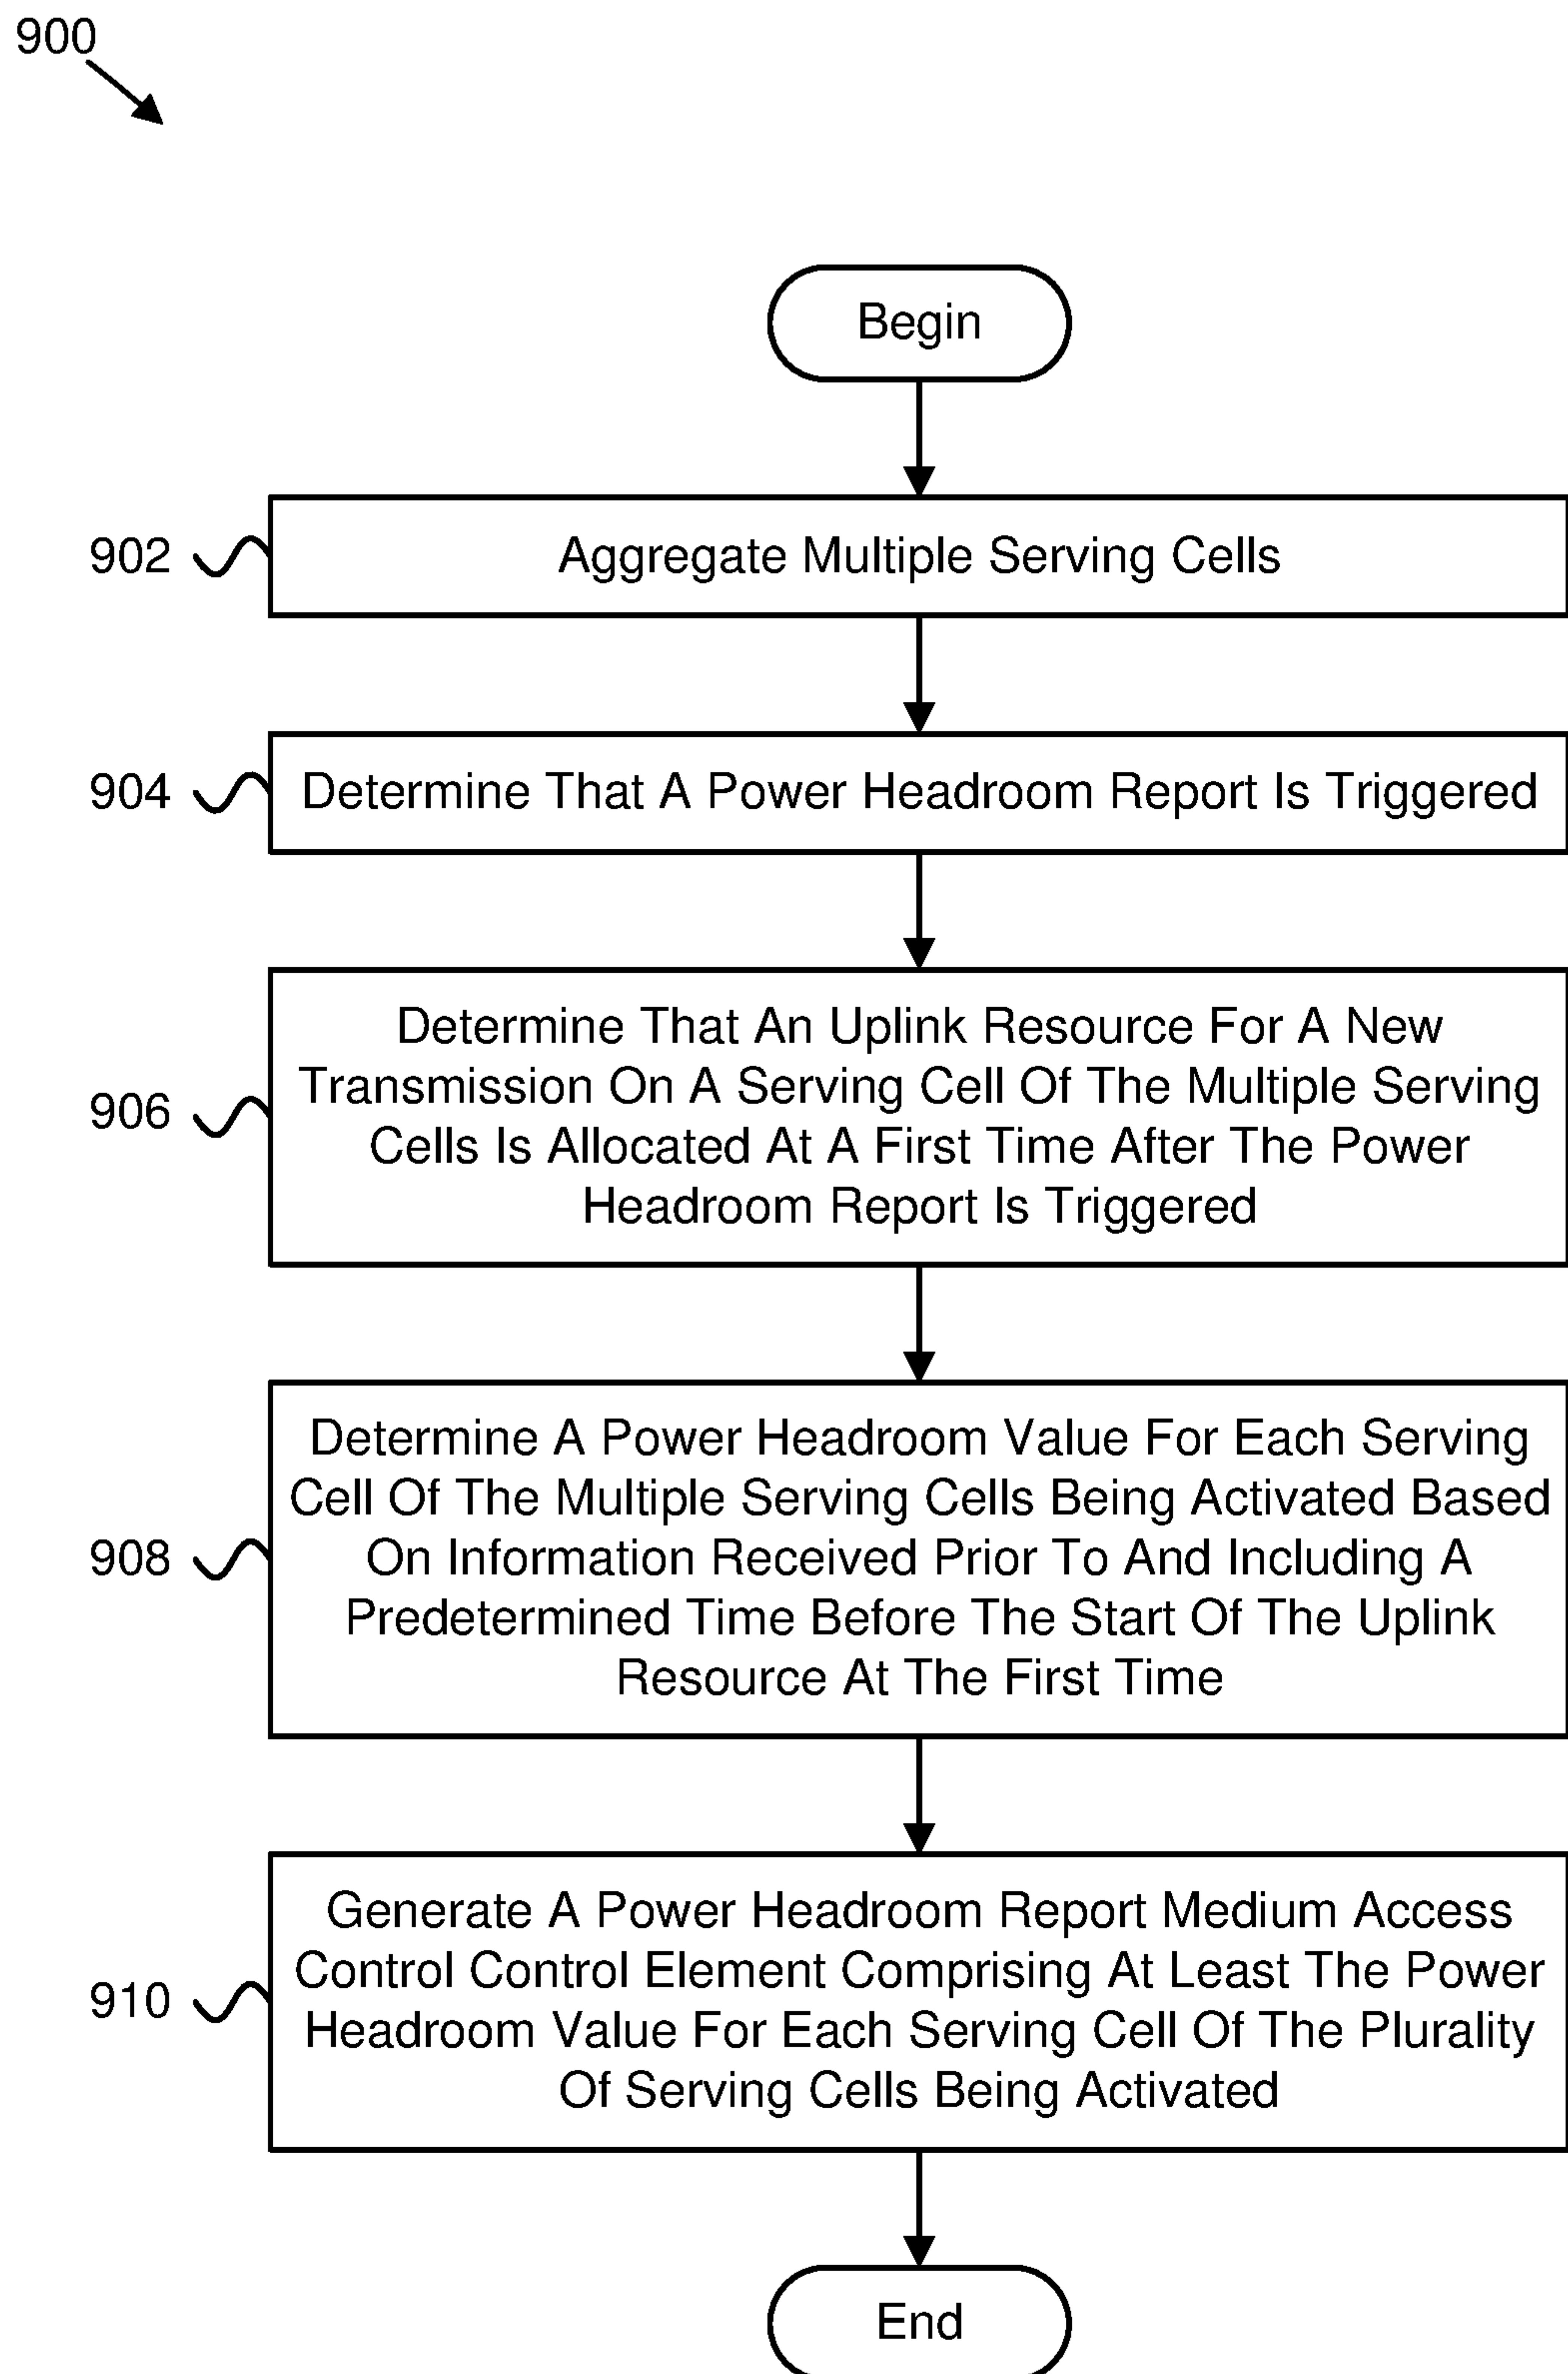 900
Begin
902
Aggregate Multiple Serving Cells
904
Determine That A Power Headroom Report Is Triggered
906
Determine That An Uplink Resource For A New
Transmission On A Serving Cell Of The Multiple Serving
Cells Is Allocated At A First Time After The Power
Headroom Report Is Triggered
908
Determine A Power Headroom Value For Each Serving
Cell Of The Multiple Serving Cells Being Activated Based
On Information Received Prior To And Including A
Predetermined Time Before The Start Of The Uplink
Resource At The First Time
910
Generate A Power Headroom Report Medium Access
Control Control Element Comprising At Least The Power
Headroom Value For Each Serving Cell Of The Plurality
Of Serving Cells Being Activated
End